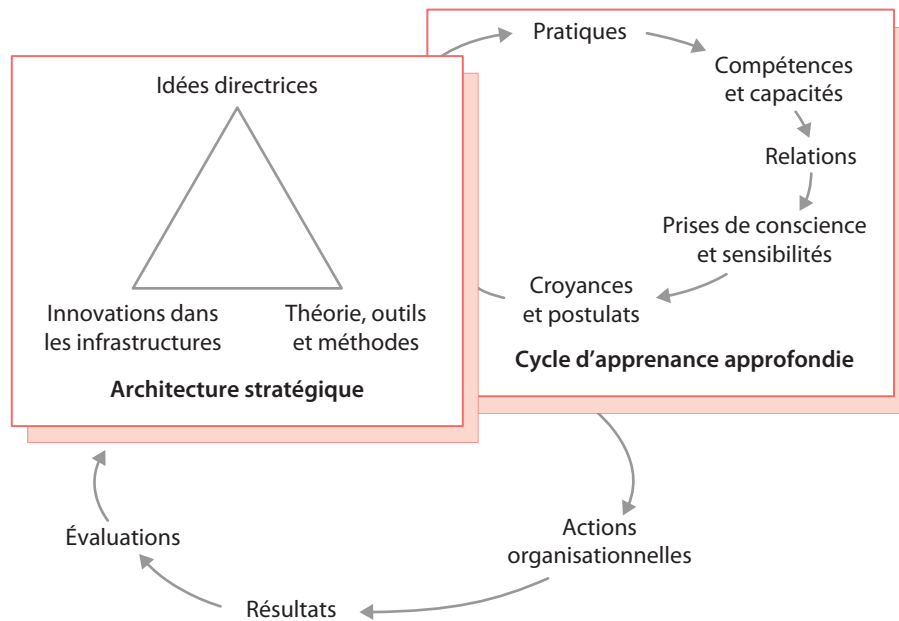 Idées directrices
Innovations dans
les infrastructures
Théorie, outils
et méthodes
Architecture stratégique
Pratiques
Compétences
et capacités
Relations
Prises de conscience
et sensibilités
Croyances
et postulats
Cycle d’apprenance approfondie
Actions
organisationnelles
Résultats
Évaluations